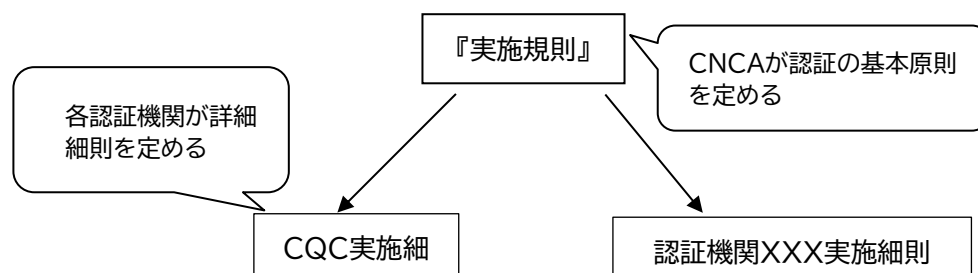 『実施規則』
CNCAが認証の基本原則
を定める
各認証機関が詳細
細則を定める
CQC実施細
認証機関XXX実施細則